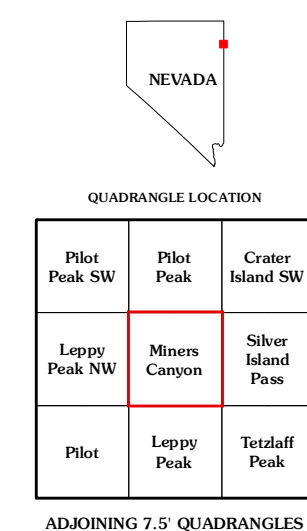 NEVADA
QUADRANGLE LOCATION
Pilot
Peak SW
Pilot
Peak
Crater
Island SW
Leppy
Peak NW
Miners
Canyon
Silver
Island
Pass
Pilot
Leppy
Peak
Tetzlaff
Peak
ADJOINING 7.5' QUADRANGLES